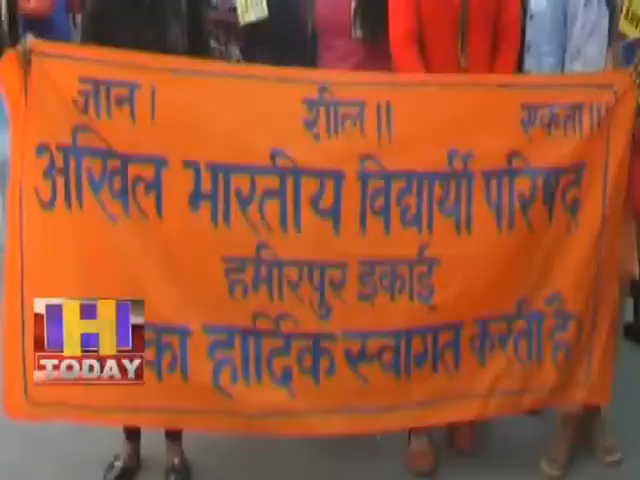 ज्ञान। शील॥ एकता॥
अखिल भारतीय विद्यार्थी परिषद
हमीरपुर इकाई
का हार्दिक स्वागत करती है
H
TODAY